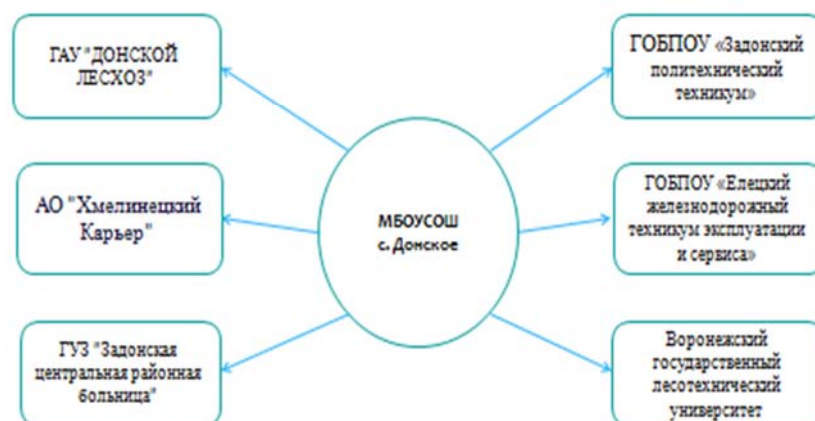 ГАУ "ДОНСКОЙ
ЛЕСХОЗ"
АО "Хмелинецкий
Карьер"
ГУЗ "Задонская
центральная районная
больница"
МБОУСОШ
с. Донское
ГОБПОУ «Задонский
политехнический
техникум»
ГОБПОУ «Елецкий
железнодорожный
техникум эксплуатации
и сервиса»
Воронежский
государственный
лесотехнический
университет